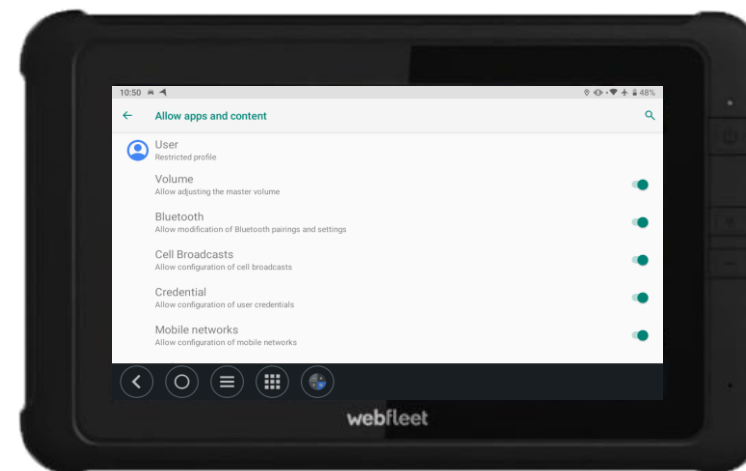 10:50
48%
Allow apps and content
User
Restricted profile
Volume
Allow adjusting the master volume
Bluetooth
Allow modification of Bluetooth pairings and settings
Cell Broadcasts
Allow configuration of cell broadcasts
Credential
Allow configuration of user credentials
Mobile networks
Allow configuration of mobile networks
webfleet